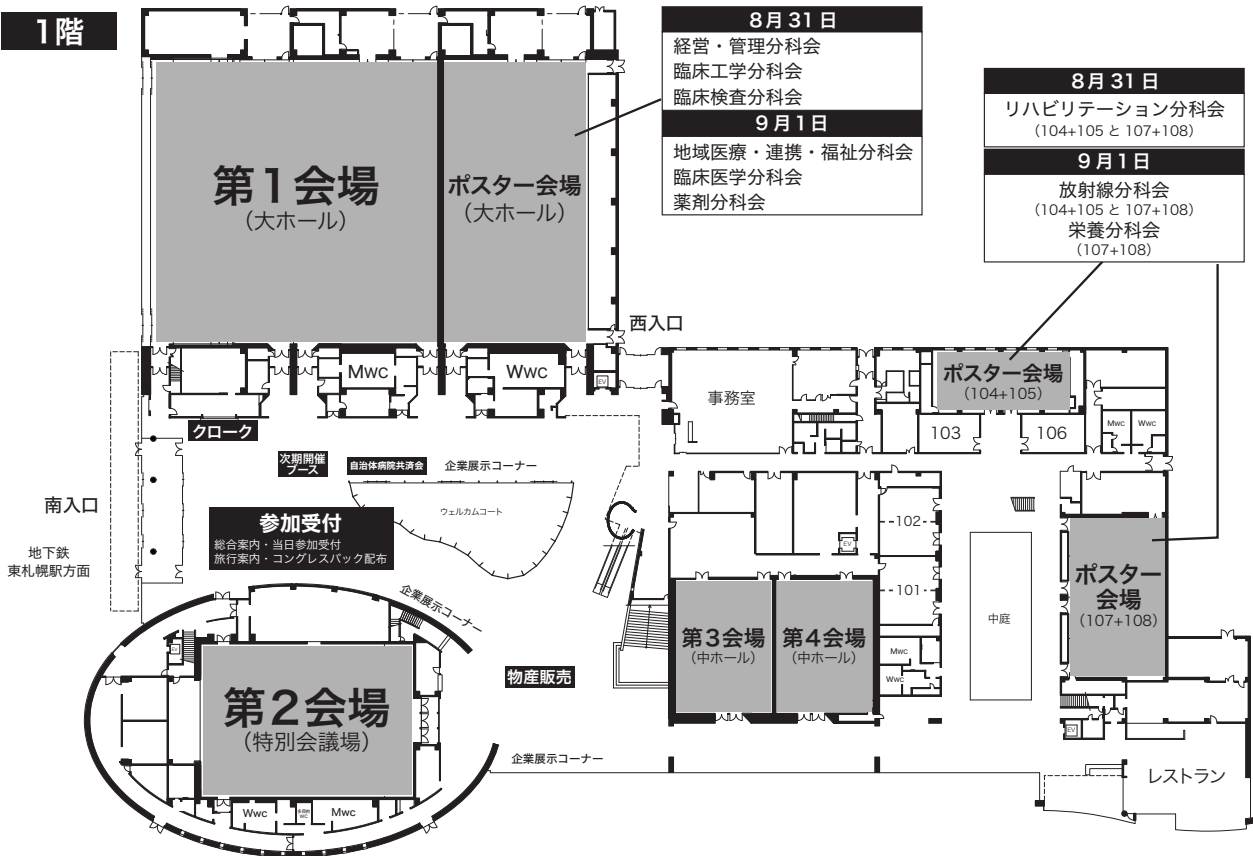 1階
8月31日
経営・管理分科会
臨床工学分科会
臨床検査分科会
9月1日
地域医療・連携・福祉分科会
臨床医学分科会
薬剤分科会
8月31日
リハビリテーション分科会
(104+105 と 107+108)
9月1日
放射線分科会
(104+105 と 107+108)
栄養分科会
(107+108)
第1会場
(大ホール)
ポスター会場
(大ホール)
西入口
Mwc
Wwc
EV
事務室
ポスター会場
(104+105)
103
106
Mwc
Wwc
クローク
次期開催
ブース
自治体病院共済会
企業展示コーナー
ウェルカムコート
南入口
地下鉄
東札幌駅方面
参加受付
総合案内・当日参加受付
旅行案内・コングレスバック配布
企業展示コーナー
102
EV
101
中庭
ポスター
会場
(107+108)
第3会場
(中ホール)
第4会場
(中ホール)
Mwc
Wwc
EV
物産販売
第2会場
(特別会議場)
企業展示コーナー
EV
レストラン
Wwc
多目的
WC
Mwc